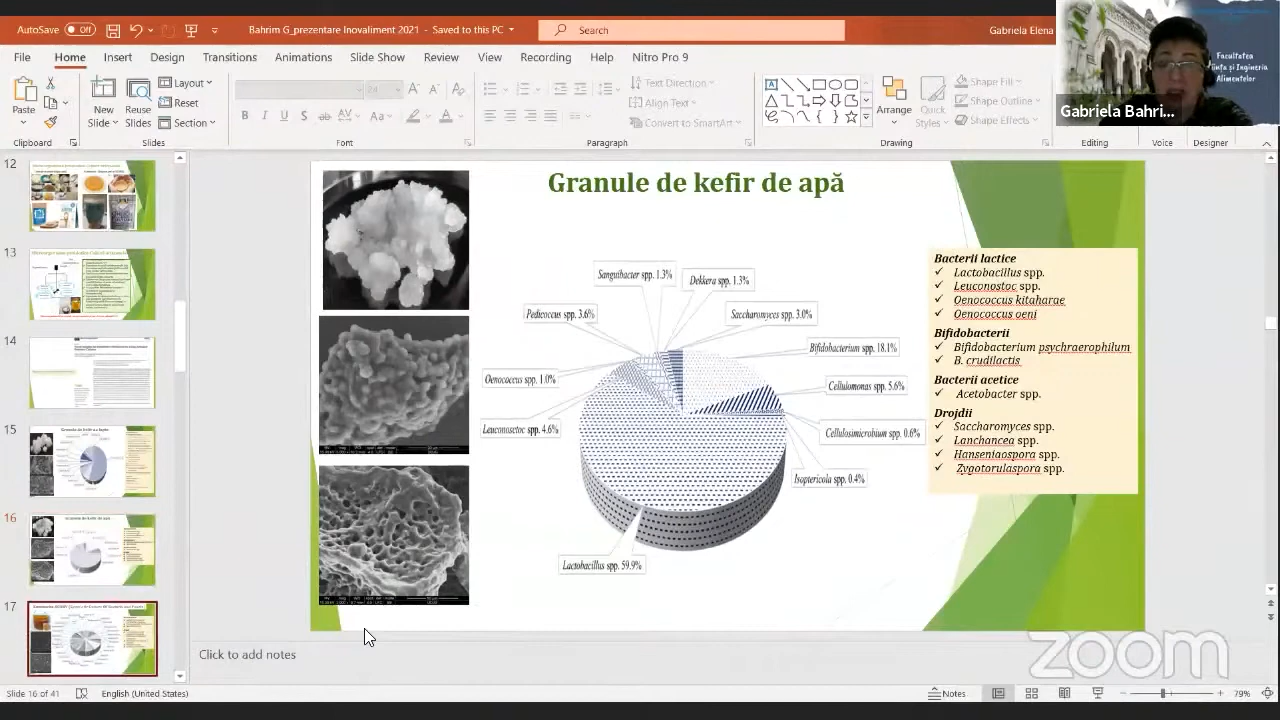 AutoSave Off
Bahrim G_prezentare Inovaliment 2021 - Saved to this PC
Search
Gabriela Elena
File Home Insert Design Transitions Animations Slide Show Review View Recording Help Nitro Pro 9
Paste
New Slides
Reuse Slides
Layout
Reset
Section
Text Direction
Align Text
Convert to SmartArt
Arrange
Quick Styles
Shape Fill
Shape Outline
Shape Effects
Clipboard Slides Font Paragraph Drawing Editing Voice Designer
Facultatea
Alimentelor
Gabriela Bahri...
12
13
14
15
16
17
Granule de kefir de apă
Sanguibacter spp. 1.3%
Dekkera spp. 1.3%
Pediococcus spp. 3.6%
Saccharomyces spp. 3.0%
Bifidobacterium spp. 18.1%
Oenococcus spp. 1.0%
Cellulomonas spp. 5.6%
Leuconostoc spp. 4.6%
Cellulosimicrobium spp. 0.6%
Isoptericola spp. 0.4%
Lactobacillus spp. 59.9%
Bacterii lactice
Lactobacillus spp.
Leuconostoc spp.
Oenococcus kitaharae
Oenococcus oeni
Bifidobacterii
Bifidobacterium psychraerophilum
B. crudilactis
Bacterii acetice
Acetobacter spp.
Drojdii
Saccharomyces spp.
Lanchancea spp.
Hanseniaospora spp.
Zygotorulaspora spp.
Click to add notes
zoom
Slide 16 of 41
English (United States)
Notes
79%